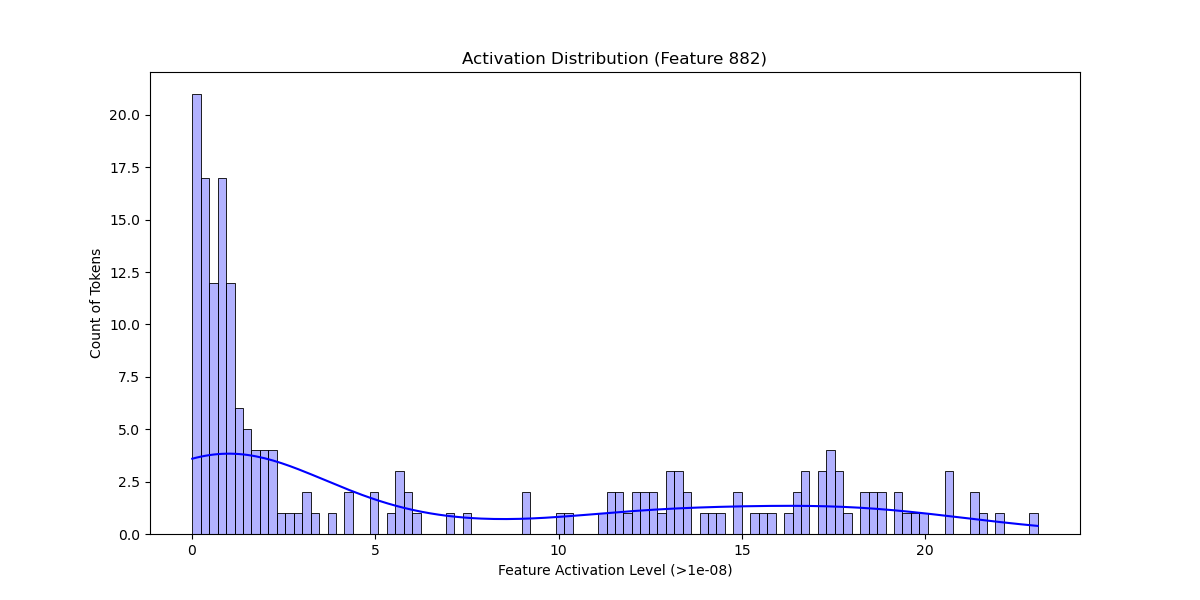 Activation Distribution (Feature 882)
Count of Tokens
20.0
17.5
15.0
12.5
10.0
7.5
5.0
2.5
0.0
0 5 10 15 20
Feature Activation Level (>1e-08)